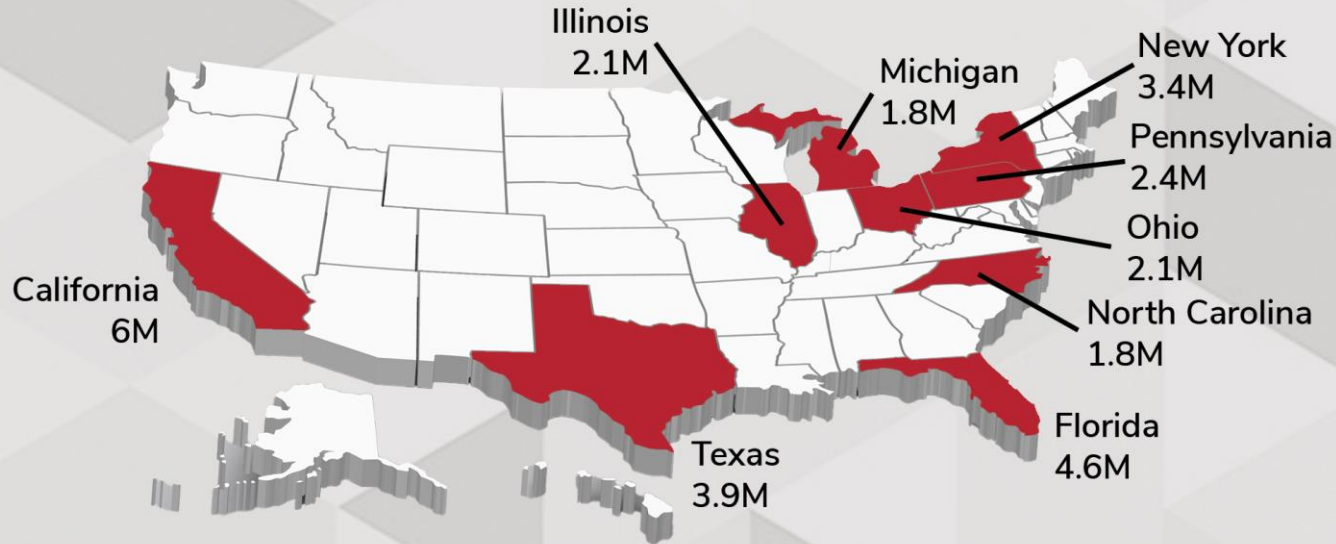 Illinois
2.1M
Michigan
1.8M
New York
3.4M
Pennsylvania
2.4M
Ohio
2.1M
North Carolina
1.8M
California
6M
Texas
3.9M
Florida
4.6M